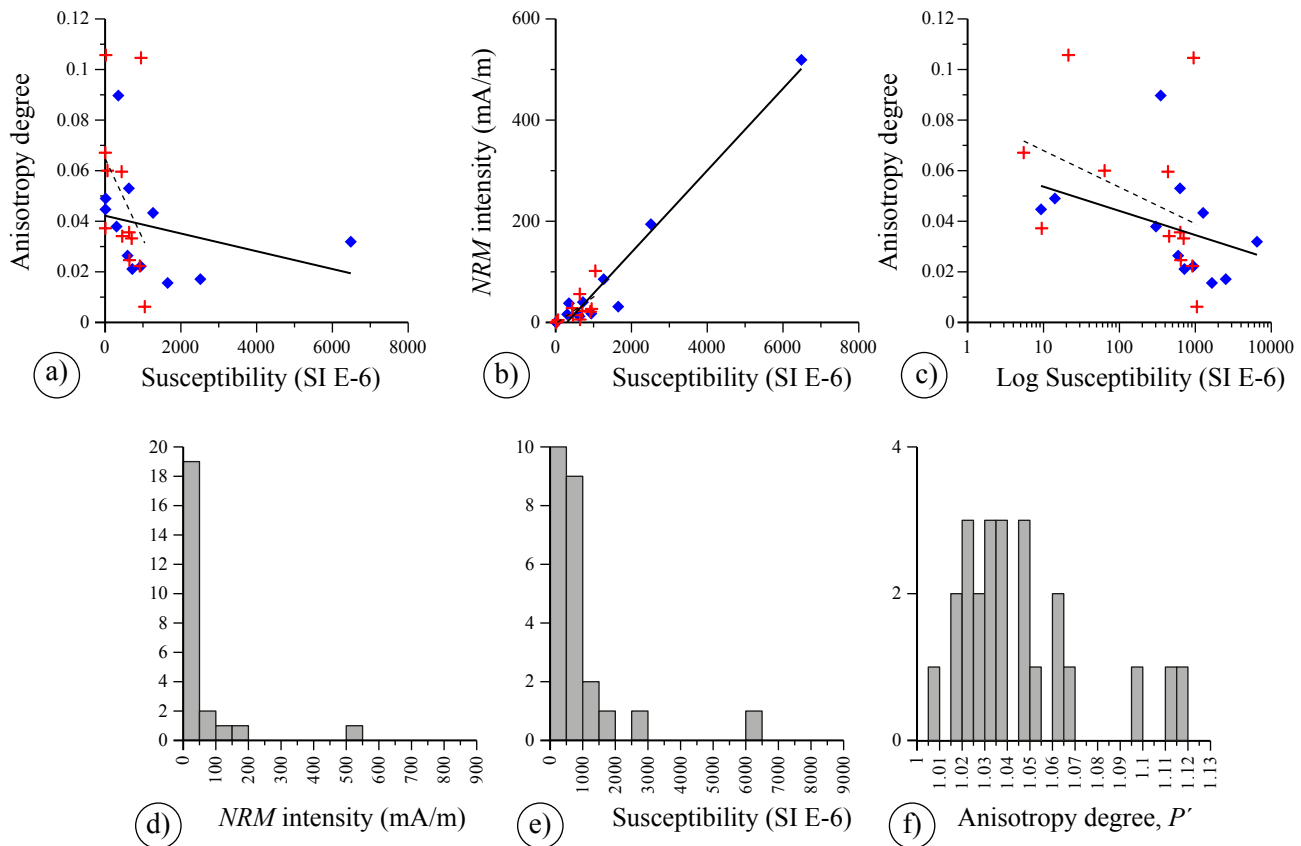 0.12
0.1
0.08
0.06
0.04
0.02
0
Anisotropy degree
0 2000 4000 6000 8000
a) Susceptibility (SI E-6)
600
400
200
0
NRM intensity (mA/m)
0 2000 4000 6000 8000
b) Susceptibility (SI E-6)
0.12
0.1
0.08
0.06
0.04
0.02
0
Anisotropy degree
1 10 100 1000 10000
c) Log Susceptibility (SI E-6)
20
18
16
14
12
10
8
6
4
2
0
0 100 200 300 400 500 600 700 800 900
d) NRM intensity (mA/m)
10
8
6
4
2
0
0 1000 2000 3000 4000 5000 6000 7000 8000 9000
e) Susceptibility (SI E-6)
4
2
0
1 1.01 1.02 1.03 1.04 1.05 1.06 1.07 1.08 1.09 1.1 1.11 1.12 1.13
f) Anisotropy degree, P´